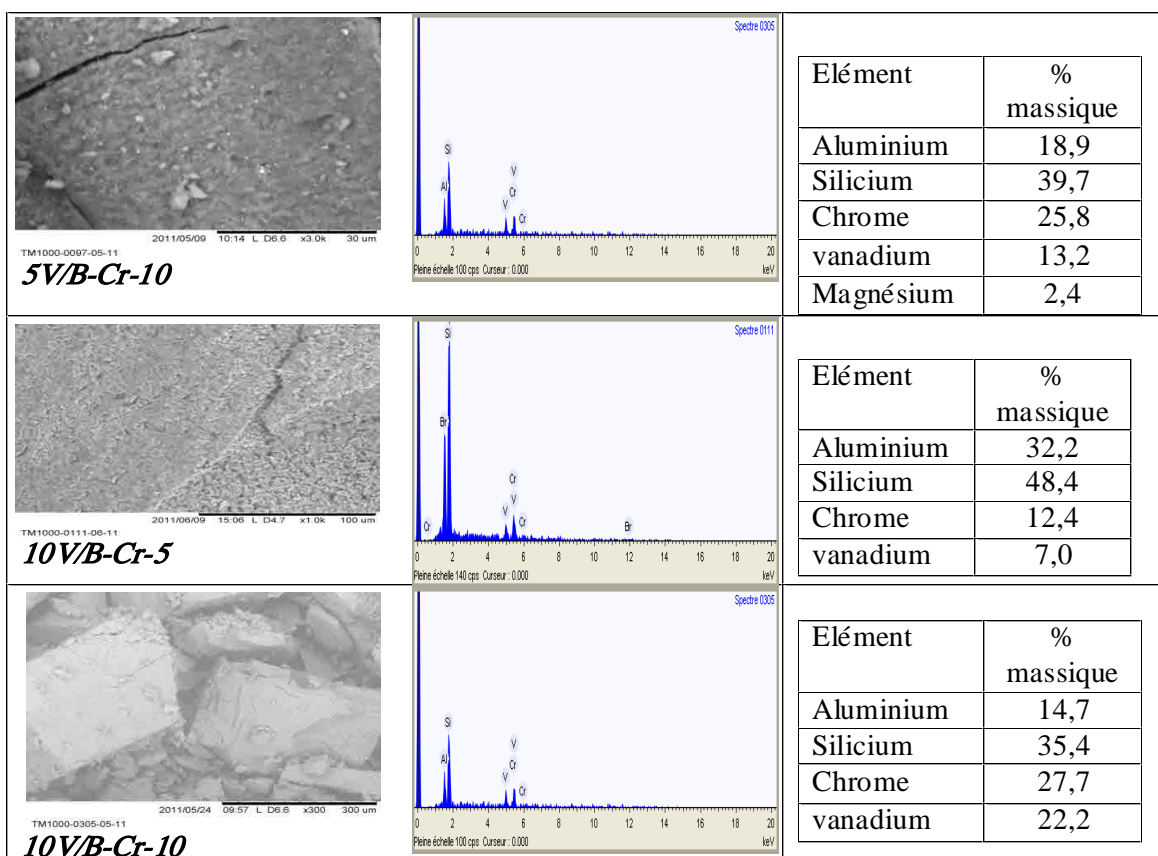 2011/05/09 10:14 L D6.6 x3.0k 30 um
TM1000-0097-05-11
5V/B-Cr-10
Spectre 0305
Si
Al
V
V
Cr
Cr
0 2 4 6 8 10 12 14 16 18 20
Pleine échelle 100 cps Curseur : 0.000 keV
Elément %
massique
Aluminium 18,9
Silicium 39,7
Chrome 25,8
vanadium 13,2
Magnésium 2,4
2011/06/09 15:06 L D4.7 x1.0k 100 um
TM1000-0111-06-11
10V/B-Cr-5
Spectre 0111
Si
Br
Cr
Cr
V
V
Cr
Br
0 2 4 6 8 10 12 14 16 18 20
Pleine échelle 140 cps Curseur : 0.000 keV
Elément %
massique
Aluminium 32,2
Silicium 48,4
Chrome 12,4
vanadium 7,0
2011/05/24 09:57 L D6.6 x300 300 um
TM1000-0305-05-11
10V/B-Cr-10
Spectre 0305
Si
Al
V
V
Cr
Cr
0 2 4 6 8 10 12 14 16 18 20
Pleine échelle 100 cps Curseur : 0.000 keV
Elément %
massique
Aluminium 14,7
Silicium 35,4
Chrome 27,7
vanadium 22,2